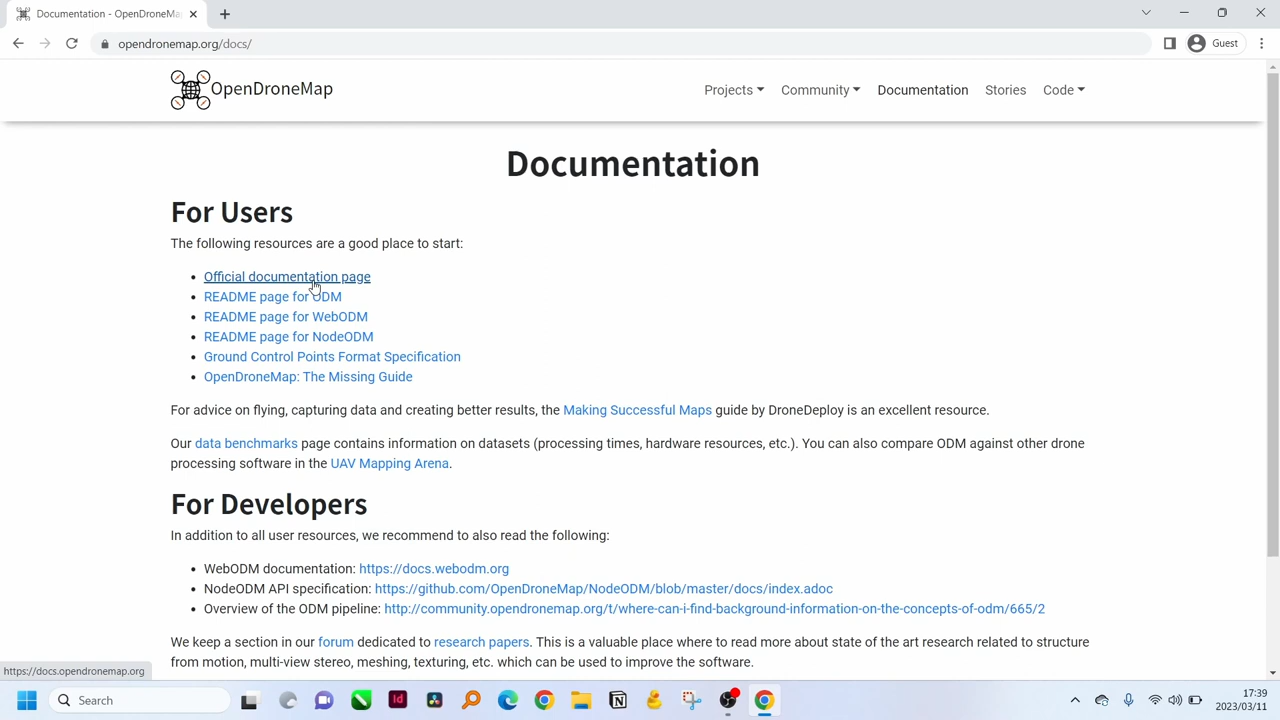 Documentation - OpenDroneMa
opendronemap.org/docs/
Guest
OpenDroneMap
Projects
Community
Documentation
Stories
Code
Documentation
For Users
The following resources are a good place to start:
Official documentation page
README page for ODM
README page for WebODM
README page for NodeODM
Ground Control Points Format Specification
OpenDroneMap: The Missing Guide
For advice on flying, capturing data and creating better results, the Making Successful Maps guide by DroneDeploy is an excellent resource.
Our data benchmarks page contains information on datasets (processing times, hardware resources, etc.). You can also compare ODM against other drone
processing software in the UAV Mapping Arena.
For Developers
In addition to all user resources, we recommend to also read the following:
WebODM documentation: https://docs.webodm.org
NodeODM API specification: https://github.com/OpenDroneMap/NodeODM/blob/master/docs/index.adoc
Overview of the ODM pipeline: http://community.opendronemap.org/t/where-can-i-find-background-information-on-the-concepts-of-odm/665/2
We keep a section in our forum dedicated to research papers. This is a valuable place where to read more about state of the art research related to structure
from motion, multi-view stereo, meshing, texturing, etc. which can be used to improve the software.
https://docs.opendronemap.org
Search
Id
17:39
2023/03/11